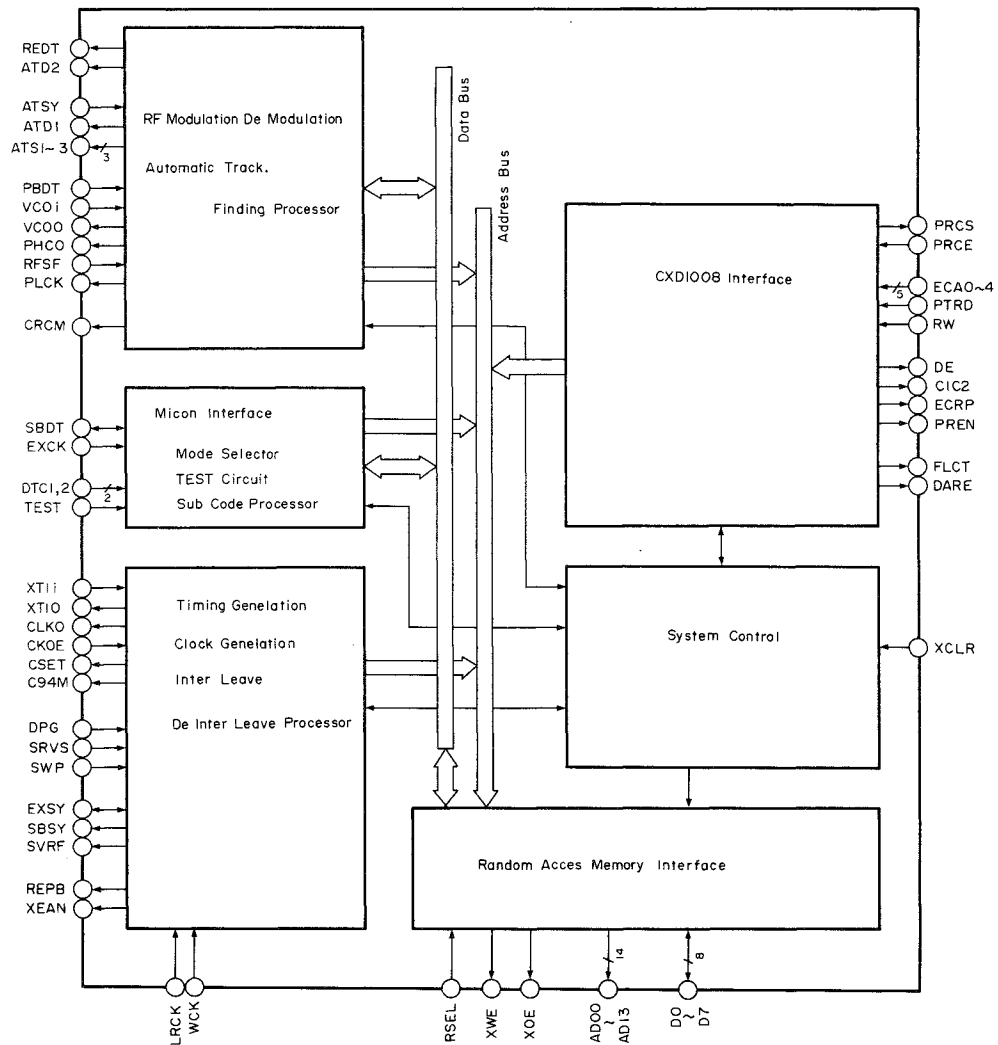 REDT
ATD2
ATSY
ATD1
ATS1~3
3
PBDT
VCOi
VCOO
PHCO
RFSF
PLCK
CRCM
RF Modulation De Modulation
Automatic Track.
Finding Processor
Data Bus
Address Bus
SBDT
EXCK
DTC1,2
2
TEST
Micon Interface
Mode Selector
TEST Circuit
Sub Code Processor
XT1i
XT1O
CLKO
CKOE
CSET
C94M
DPG
SRVS
SWP
EXSY
SBSY
SVRF
REPB
XEAN
Timing Genelation
Clock Genelation
Inter Leave
De Inter Leave Processor
CXD1008 Interface
PRCS
PRCE
5
ECA0~4
PTRD
RW
DE
C1C2
ECRP
PREN
FLCT
DARE
System Control
XCLR
Random Acces Memory Interface
14
8
LRCK
WCK
RSEL
XWE
XOE
AD00
~
AD13
D0
~
D7